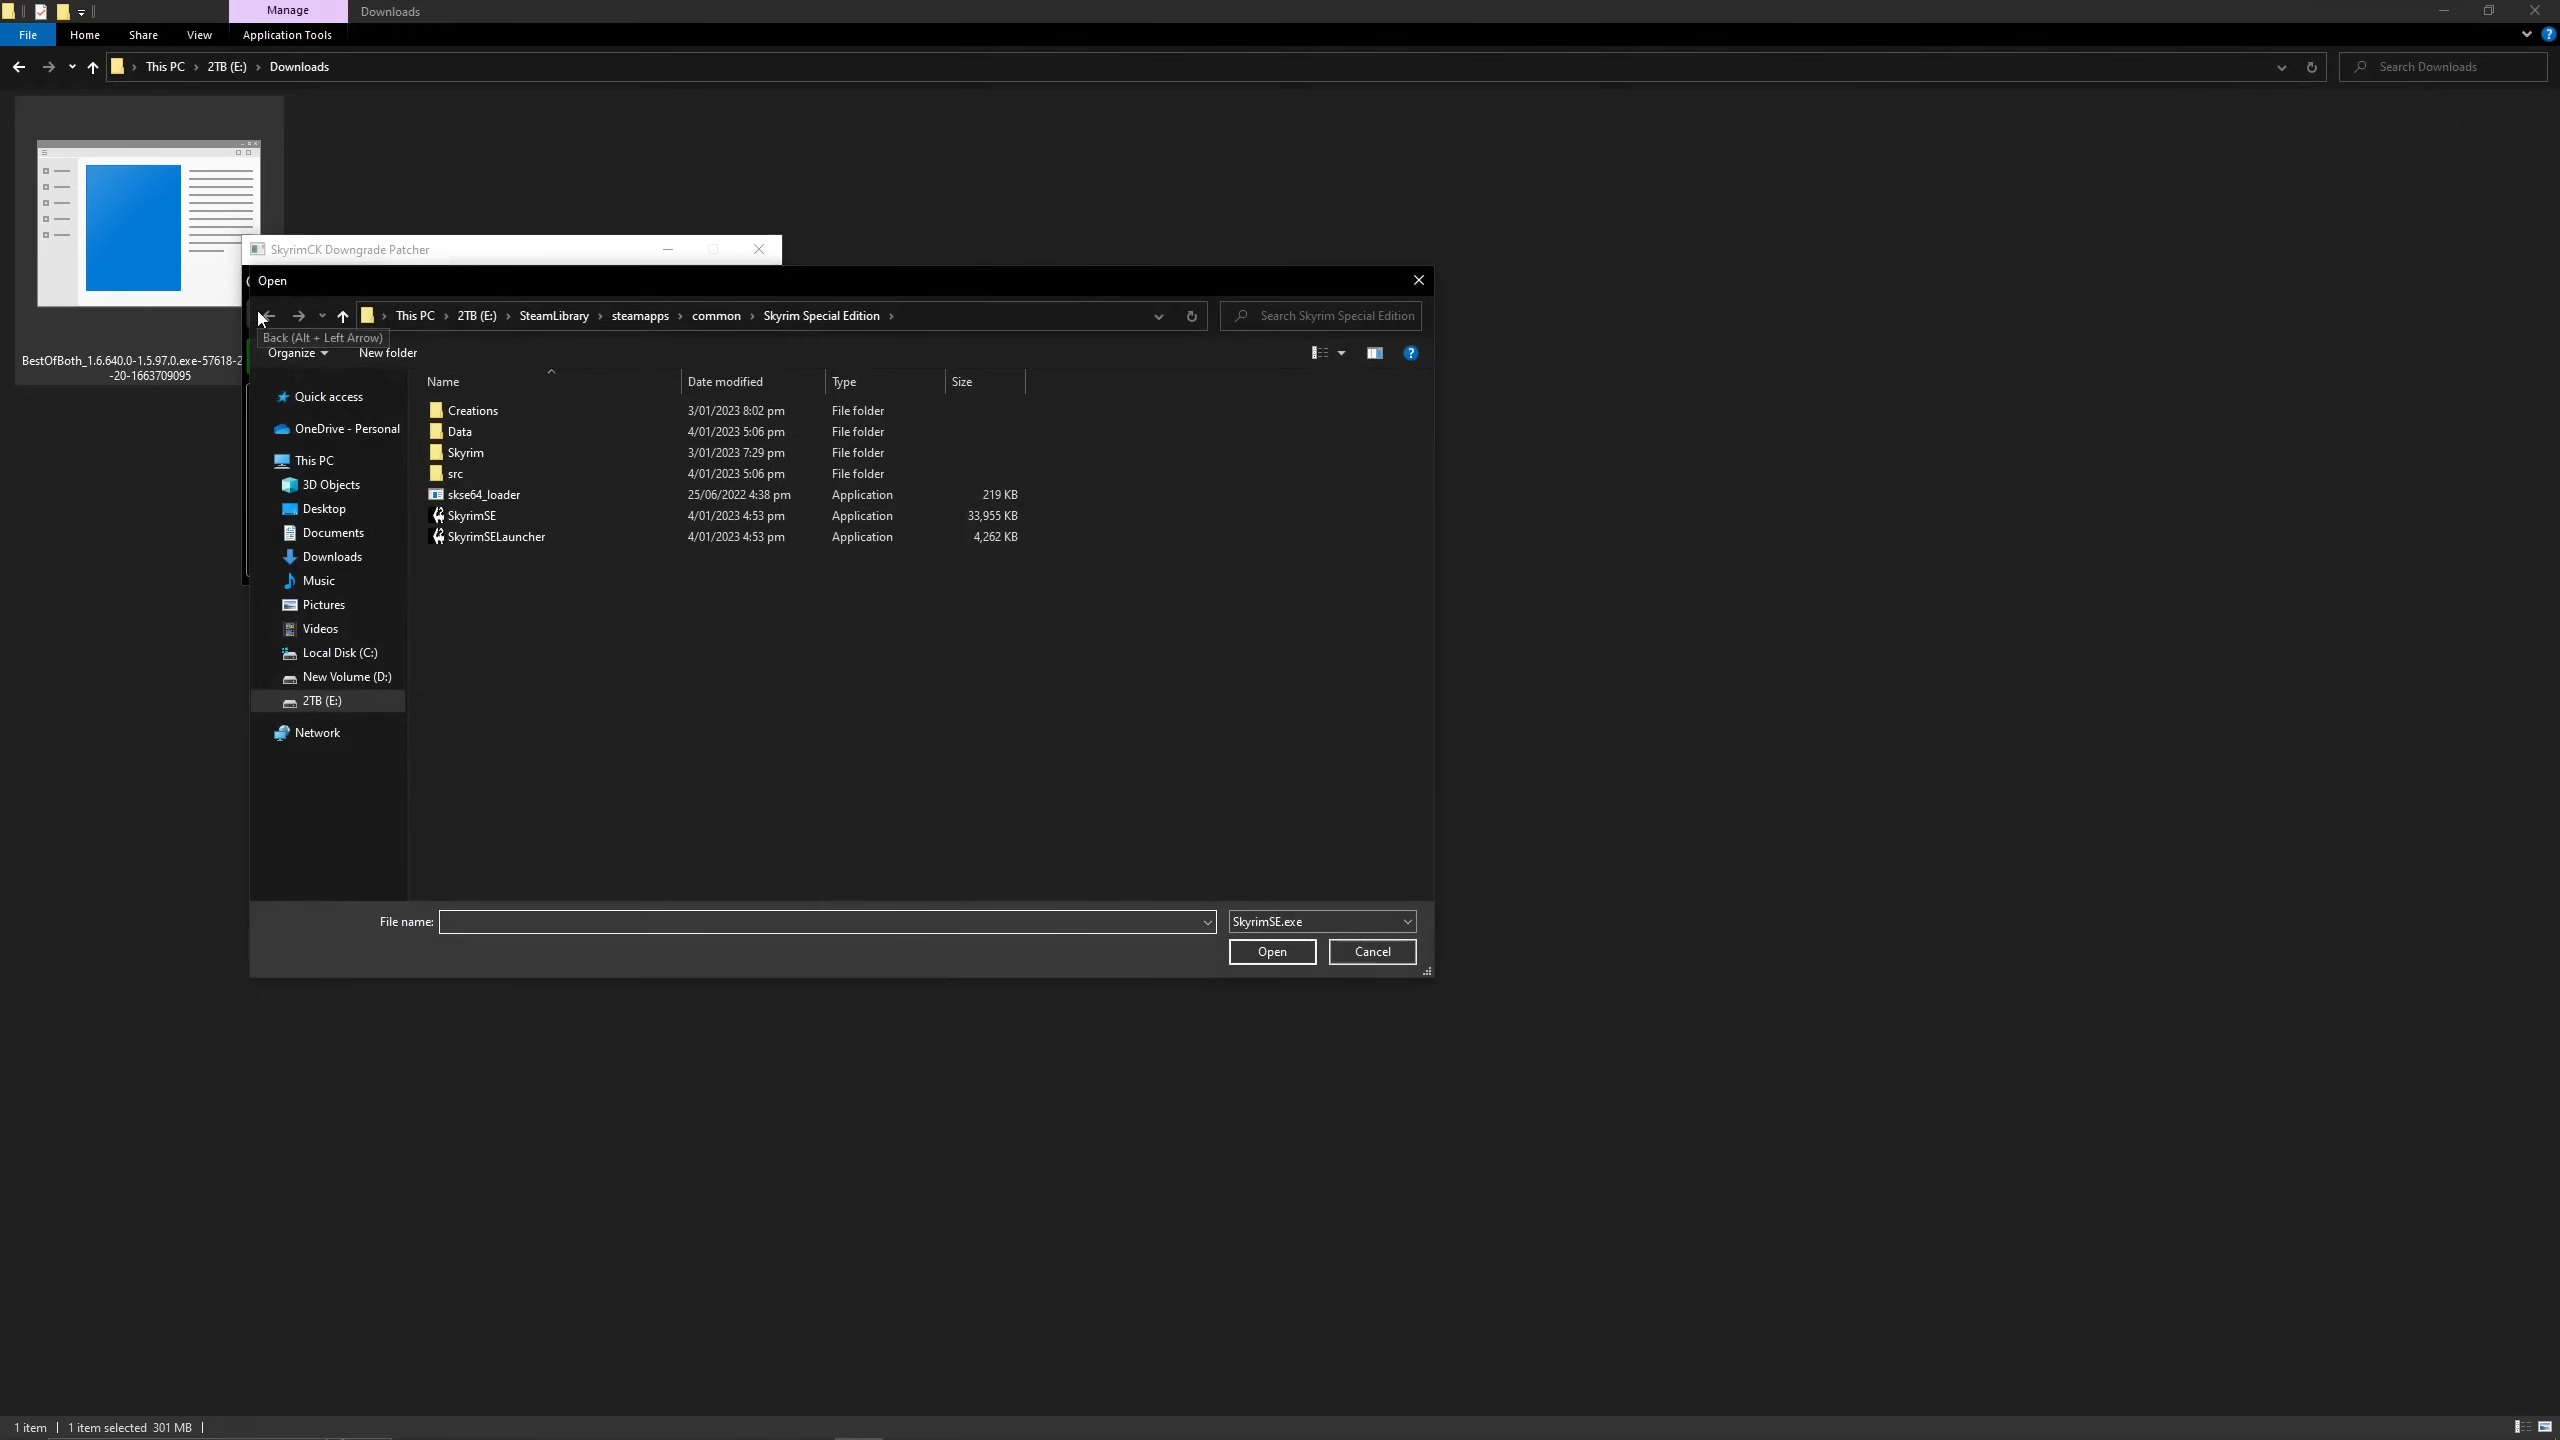 Manage
Downloads
File Home Share View Application Tools
This PC › 2TB (E:) › Downloads
Search Downloads
BestOfBoth_1.6.640.0-1.5.97.0.exe-57618-2
-20-1663709095
SkyrimCK Downgrade Patcher
Open
This PC › 2TB (E:) › SteamLibrary › steamapps › common › Skyrim Special Edition ›
Search Skyrim Special Edition
Back (Alt + Left Arrow)
Organize New folder
Name Date modified Type Size
Quick access
OneDrive - Personal
This PC
3D Objects
Desktop
Documents
Downloads
Music
Pictures
Videos
Local Disk (C:)
New Volume (D:)
2TB (E:)
Network
Creations 3/01/2023 8:02 pm File folder
Data 4/01/2023 5:06 pm File folder
Skyrim 3/01/2023 7:29 pm File folder
src 4/01/2023 5:06 pm File folder
skse64_loader 25/06/2022 4:38 pm Application 219 KB
SkyrimSE 4/01/2023 4:53 pm Application 33,955 KB
SkyrimSELauncher 4/01/2023 4:53 pm Application 4,262 KB
File name:
SkyrimSE.exe
Open Cancel
1 item 1 item selected 301 MB